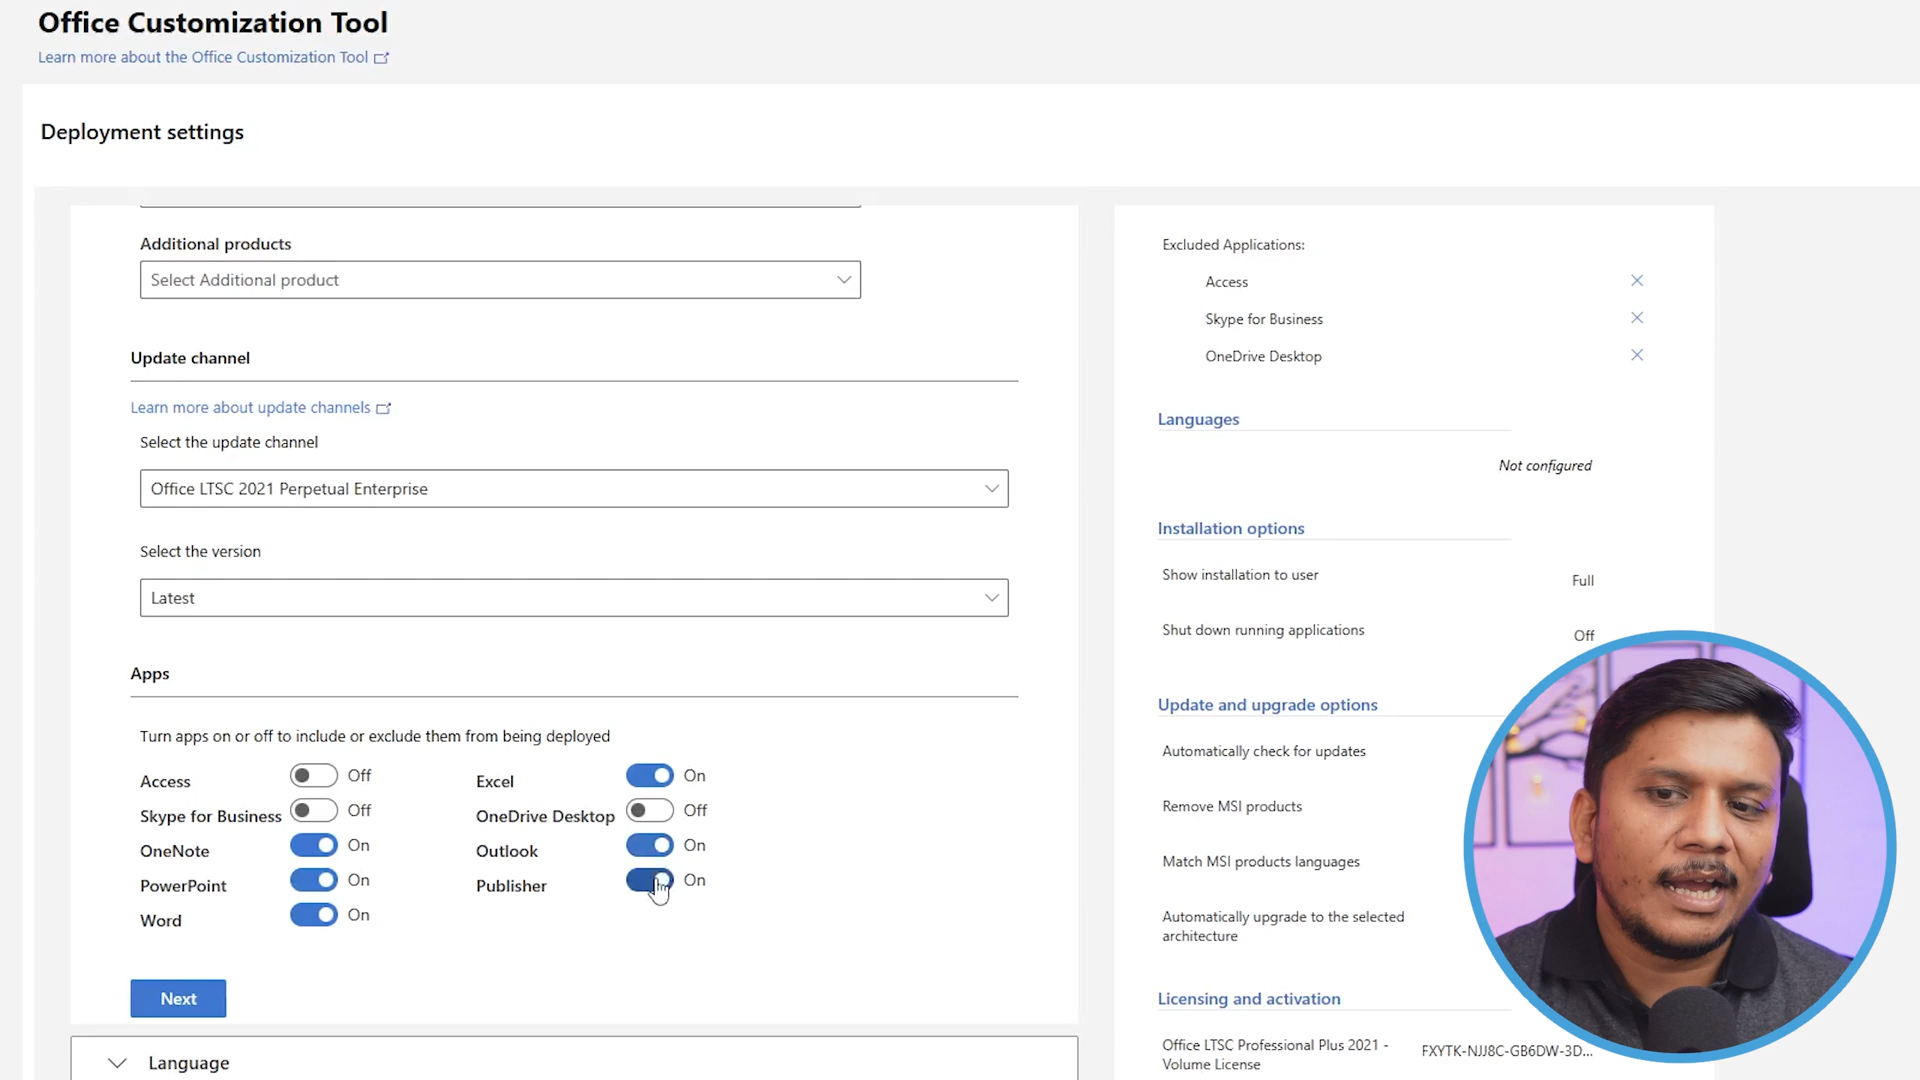 Office Customization Tool
Learn more about the Office Customization Tool
Deployment settings
Additional products
Select Additional product
Update channel
Learn more about update channels
Select the update channel
Office LTSC 2021 Perpetual Enterprise
Select the version
Latest
Apps
Turn apps on or off to include or exclude them from being deployed
Access Off Excel On
Skype for Business Off OneDrive Desktop Off
OneNote On Outlook On
PowerPoint On Publisher On
Word On
Next
Language
Excluded Applications:
Access
Skype for Business
OneDrive Desktop
Languages
Not configured
Installation options
Show installation to user Full
Shut down running applications Off
Update and upgrade options
Automatically check for updates
Remove MSI products
Match MSI products languages
Automatically upgrade to the selected
architecture
Licensing and activation
Office LTSC Professional Plus 2021 - FXYTK-NJJ8C-GB6DW-3D...
Volume License